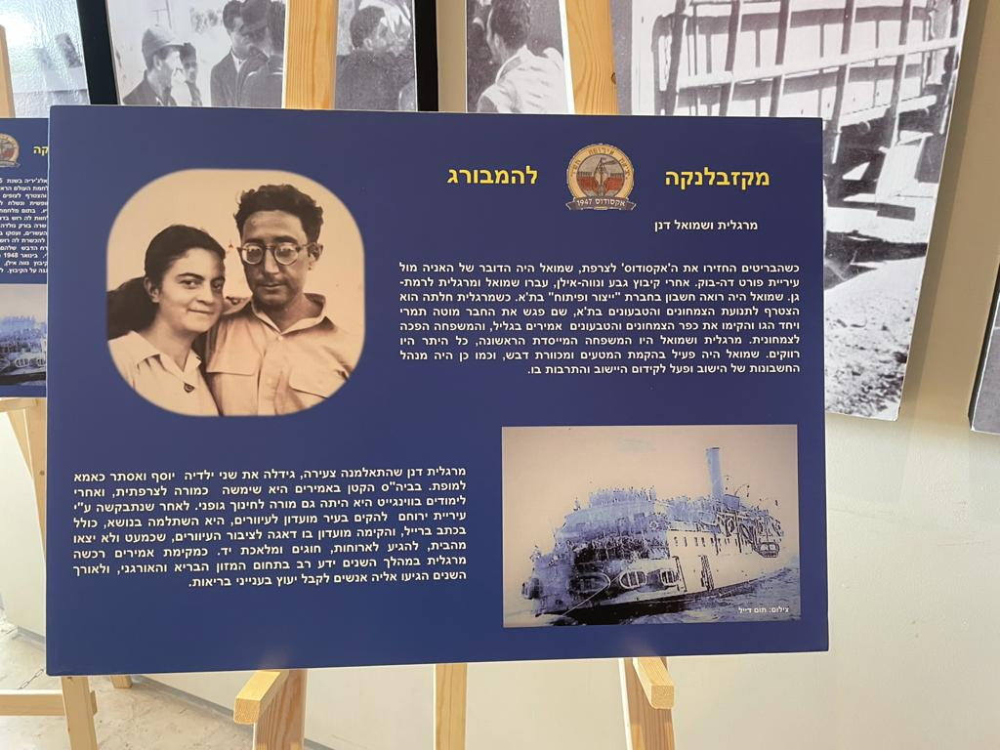 מקזבלנקה להמבורג
אקסודוס 1947
מרגלית ושמואל דנן
כשהבריטים החזירו את ה'אקסודוס' לצרפת, שמואל היה הדובר של האניה מול
עיריית פורט דה-בוק. אחרי קיבוץ גבע ונווה-אילן, עברו שמואל ומרגלית לרמת-
גן. שמואל היה רואה חשבון בחברת "ייצור ופיתוח" בת'א. כשמרגלית חלתה הוא
הצטרף לתנועת הצמחונים והטבעונים בת'א, שם פגש את החבר מוטה תמרי
ויחד הגו והקימו את כפר הצמחונים והטבעונים אמירים בגליל, והמשפחה הפכה
לצמחונית. מרגלית ושמואל היו המשפחה המייסדת הראשונה, כל היתר היו
רווקים. שמואל היה פעיל בהקמת המטעים ומכוורת דבש, וכמו כן היה מנהל
החשבונות של הישוב ופעל לקידום היישוב והתרבות בו.
מרגלית דנן שהתאלמנה צעירה, גידלה את שני ילדיה יוסף ואסתר כאמא
למופת. בביה"ס הקטן באמירים היא שימשה כמורה לצרפתית, ואחרי
לימודים בווינגייט היא היתה גם מורה לחינוך גופני. לאחר שנתבקשה ע"י
עיריית ירוחם להקים בעיר מועדון לעיוורים, היא השתלמה בנושא, כולל
בכתב ברייל, והקימה מועדון בו דאגה לציבור העיוורים, שכמעט ולא יצאו
מהבית, להגיע לארוחות, חוגים ומלאכת יד. כמקימת אמירים רכשה
מרגלית במהלך השנים ידע רב בתחום המזון הבריא והאורגני, ולאורך
השנים הגיעו אליה אנשים לקבל יעוץ בענייני בריאות.
צילום: תום דייל